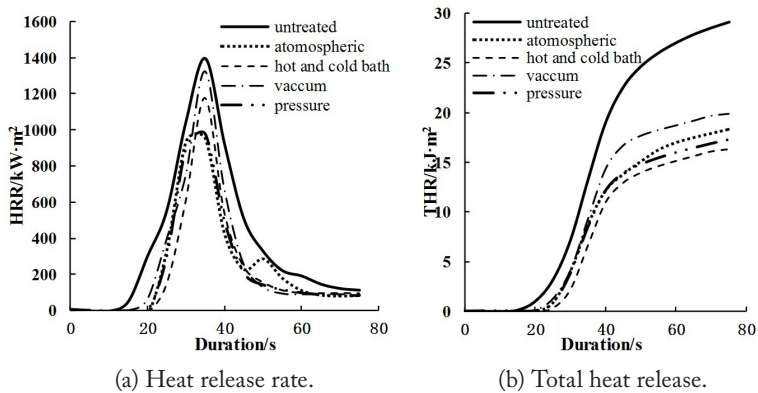 1600
1400
1200
1000
800
600
400
200
0
HRR/kW·m²
untreated
atomospheric
hot and cold bath
vaccum
pressure
0 20 40 60 80
Duration/s
(a) Heat release rate.
30
25
20
15
10
5
0
THR/kJ·m²
untreated
atomospheric
hot and cold bath
vaccum
pressure
0 20 40 60 80
Duration/s
(b) Total heat release.